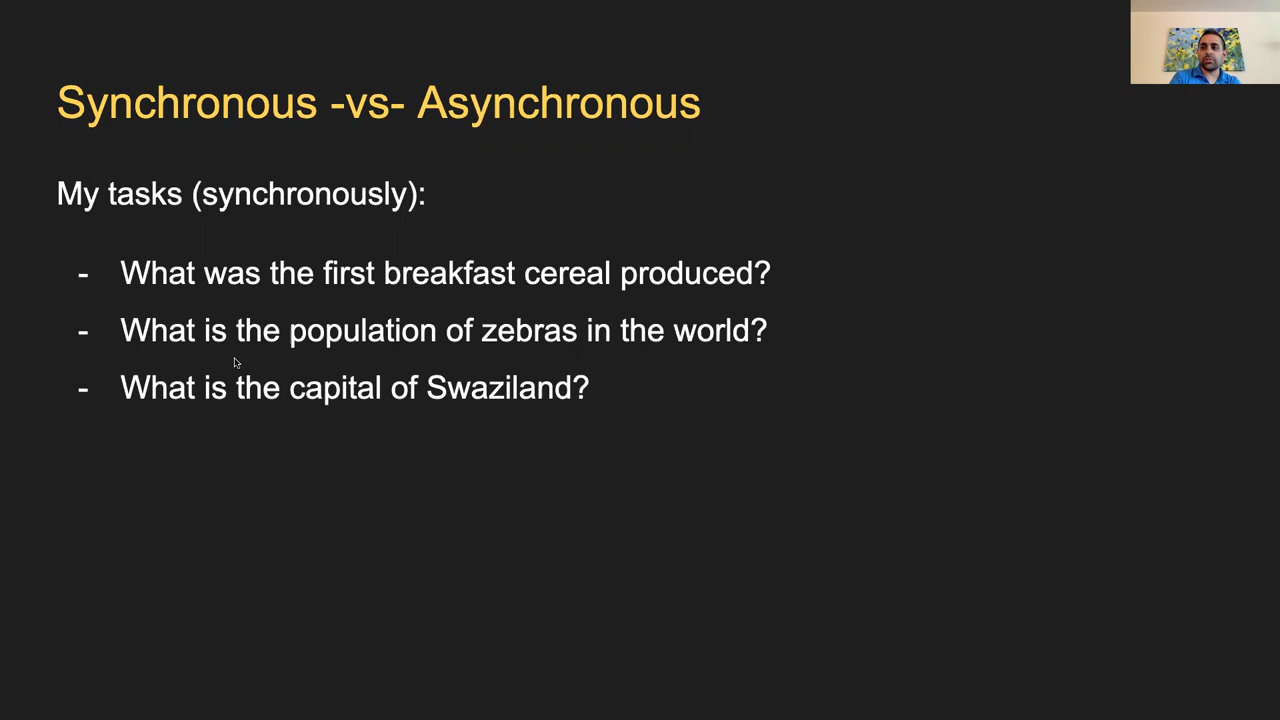 Synchronous -vs- Asynchronous
My tasks (synchronously):
- What was the first breakfast cereal produced?
- What is the population of zebras in the world?
- What is the capital of Swaziland?